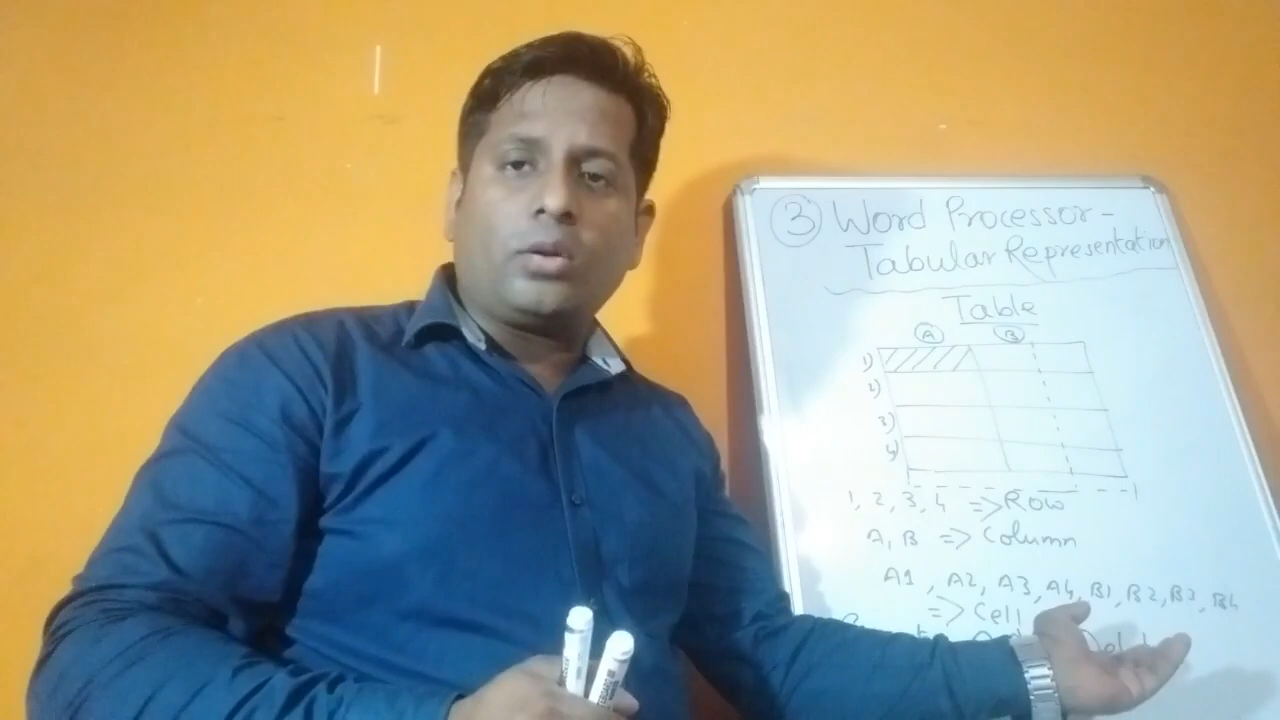 3 Word Processor -
Tabular Representation
Table
A B
1)
2)
3)
4)
1, 2, 3, 4 => Row
A, B => Column
A1, A2, A3, A4, B1, B2, B3, B4
=> Cell